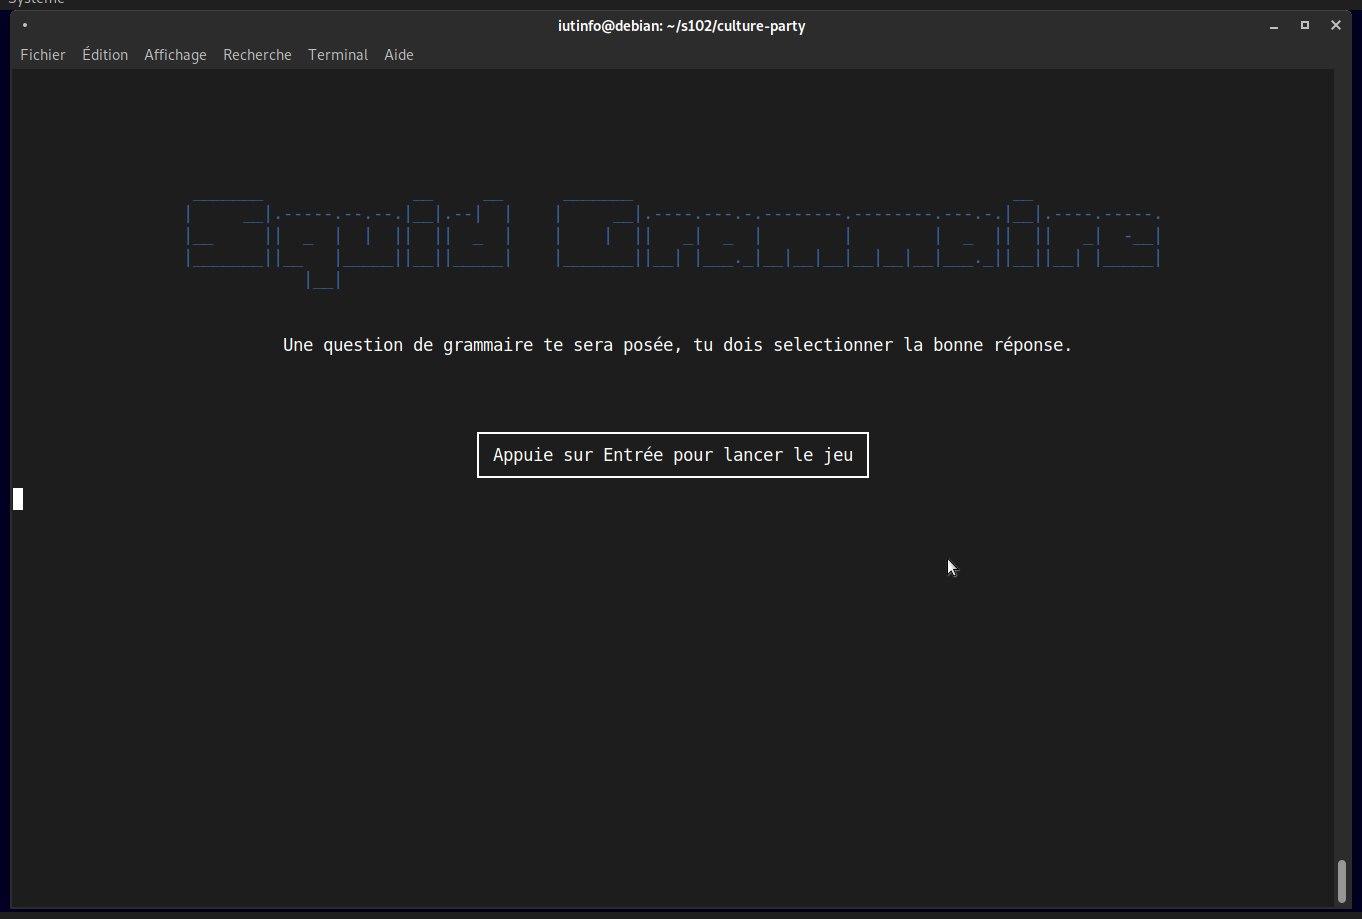 Système
iutinfo@debian: ~/s102/culture-party
Fichier Édition Affichage Recherche Terminal Aide
Squid Grammaire
Une question de grammaire te sera posée, tu dois selectionner la bonne réponse.
Appuie sur Entrée pour lancer le jeu